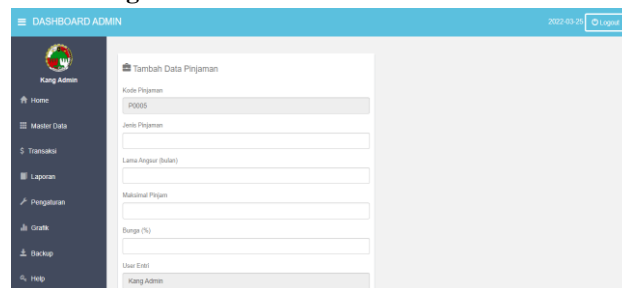 DASHBOARD ADMIN
2022-03-25
Logout
Kang Admin
Home
Master Data
$ Transaksi
Laporan
Pengaturan
Grafik
Backup
Help
Tambah Data Pinjaman
Kode Pinjaman
P0005
Jenis Pinjaman
Lama Angsur (bulan)
Maksimal Pinjam
Bunga (%)
User Entri
Kang Admin